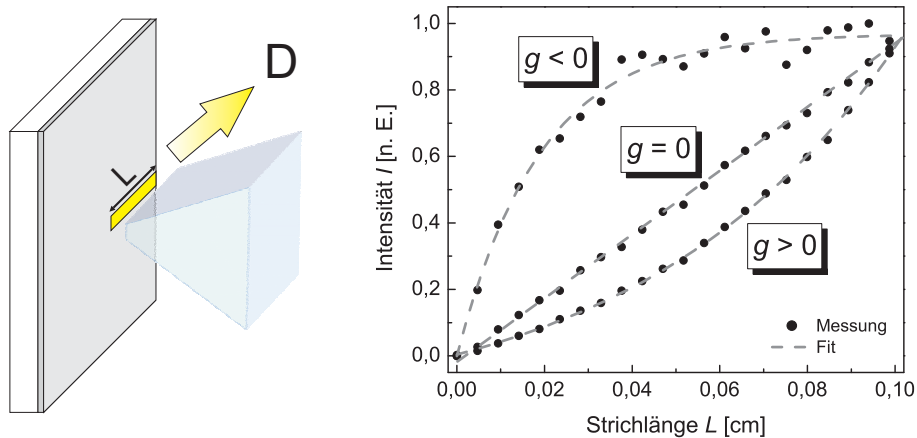 L
D
Intensität I [n. E.]
1,0
0,8
0,6
0,4
0,2
0,0
g < 0
g = 0
g > 0
Messung
Fit
0,00
0,02
0,04
0,06
0,08
0,10
Strichlänge L [cm]